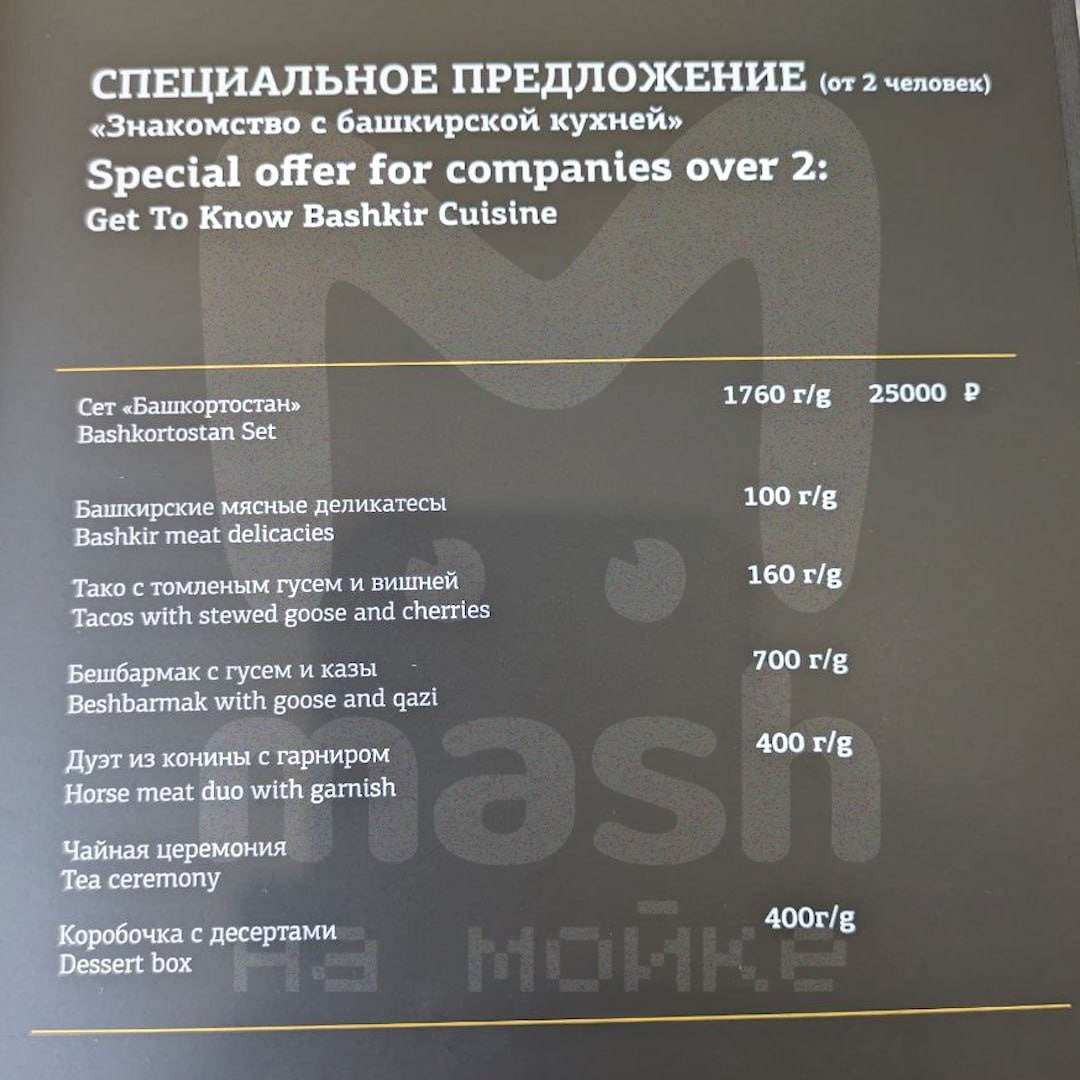 СПЕЦИАЛЬНОЕ ПРЕДЛОЖЕНИЕ (от 2 человек)
«Знакомство с башкирской кухней»
Special offer for companies over 2:
Get To Know Bashkir Cuisine
Сет «Башкортостан» 1760 г/g 25000 ₽
Bashkortostan Set
Башкирские мясные деликатесы 100 г/g
Bashkir meat delicacies
Тако с томленым гусем и вишней 160 г/g
Tacos with stewed goose and cherries
Бешбармак с гусем и казы 700 г/g
Beshbarmak with goose and qazi
Дуэт из конины с гарниром 400 г/g
Horse meat duo with garnish
Чайная церемония
Tea ceremony
Коробочка с десертами 400г/g
Dessert box
mash
на мойке